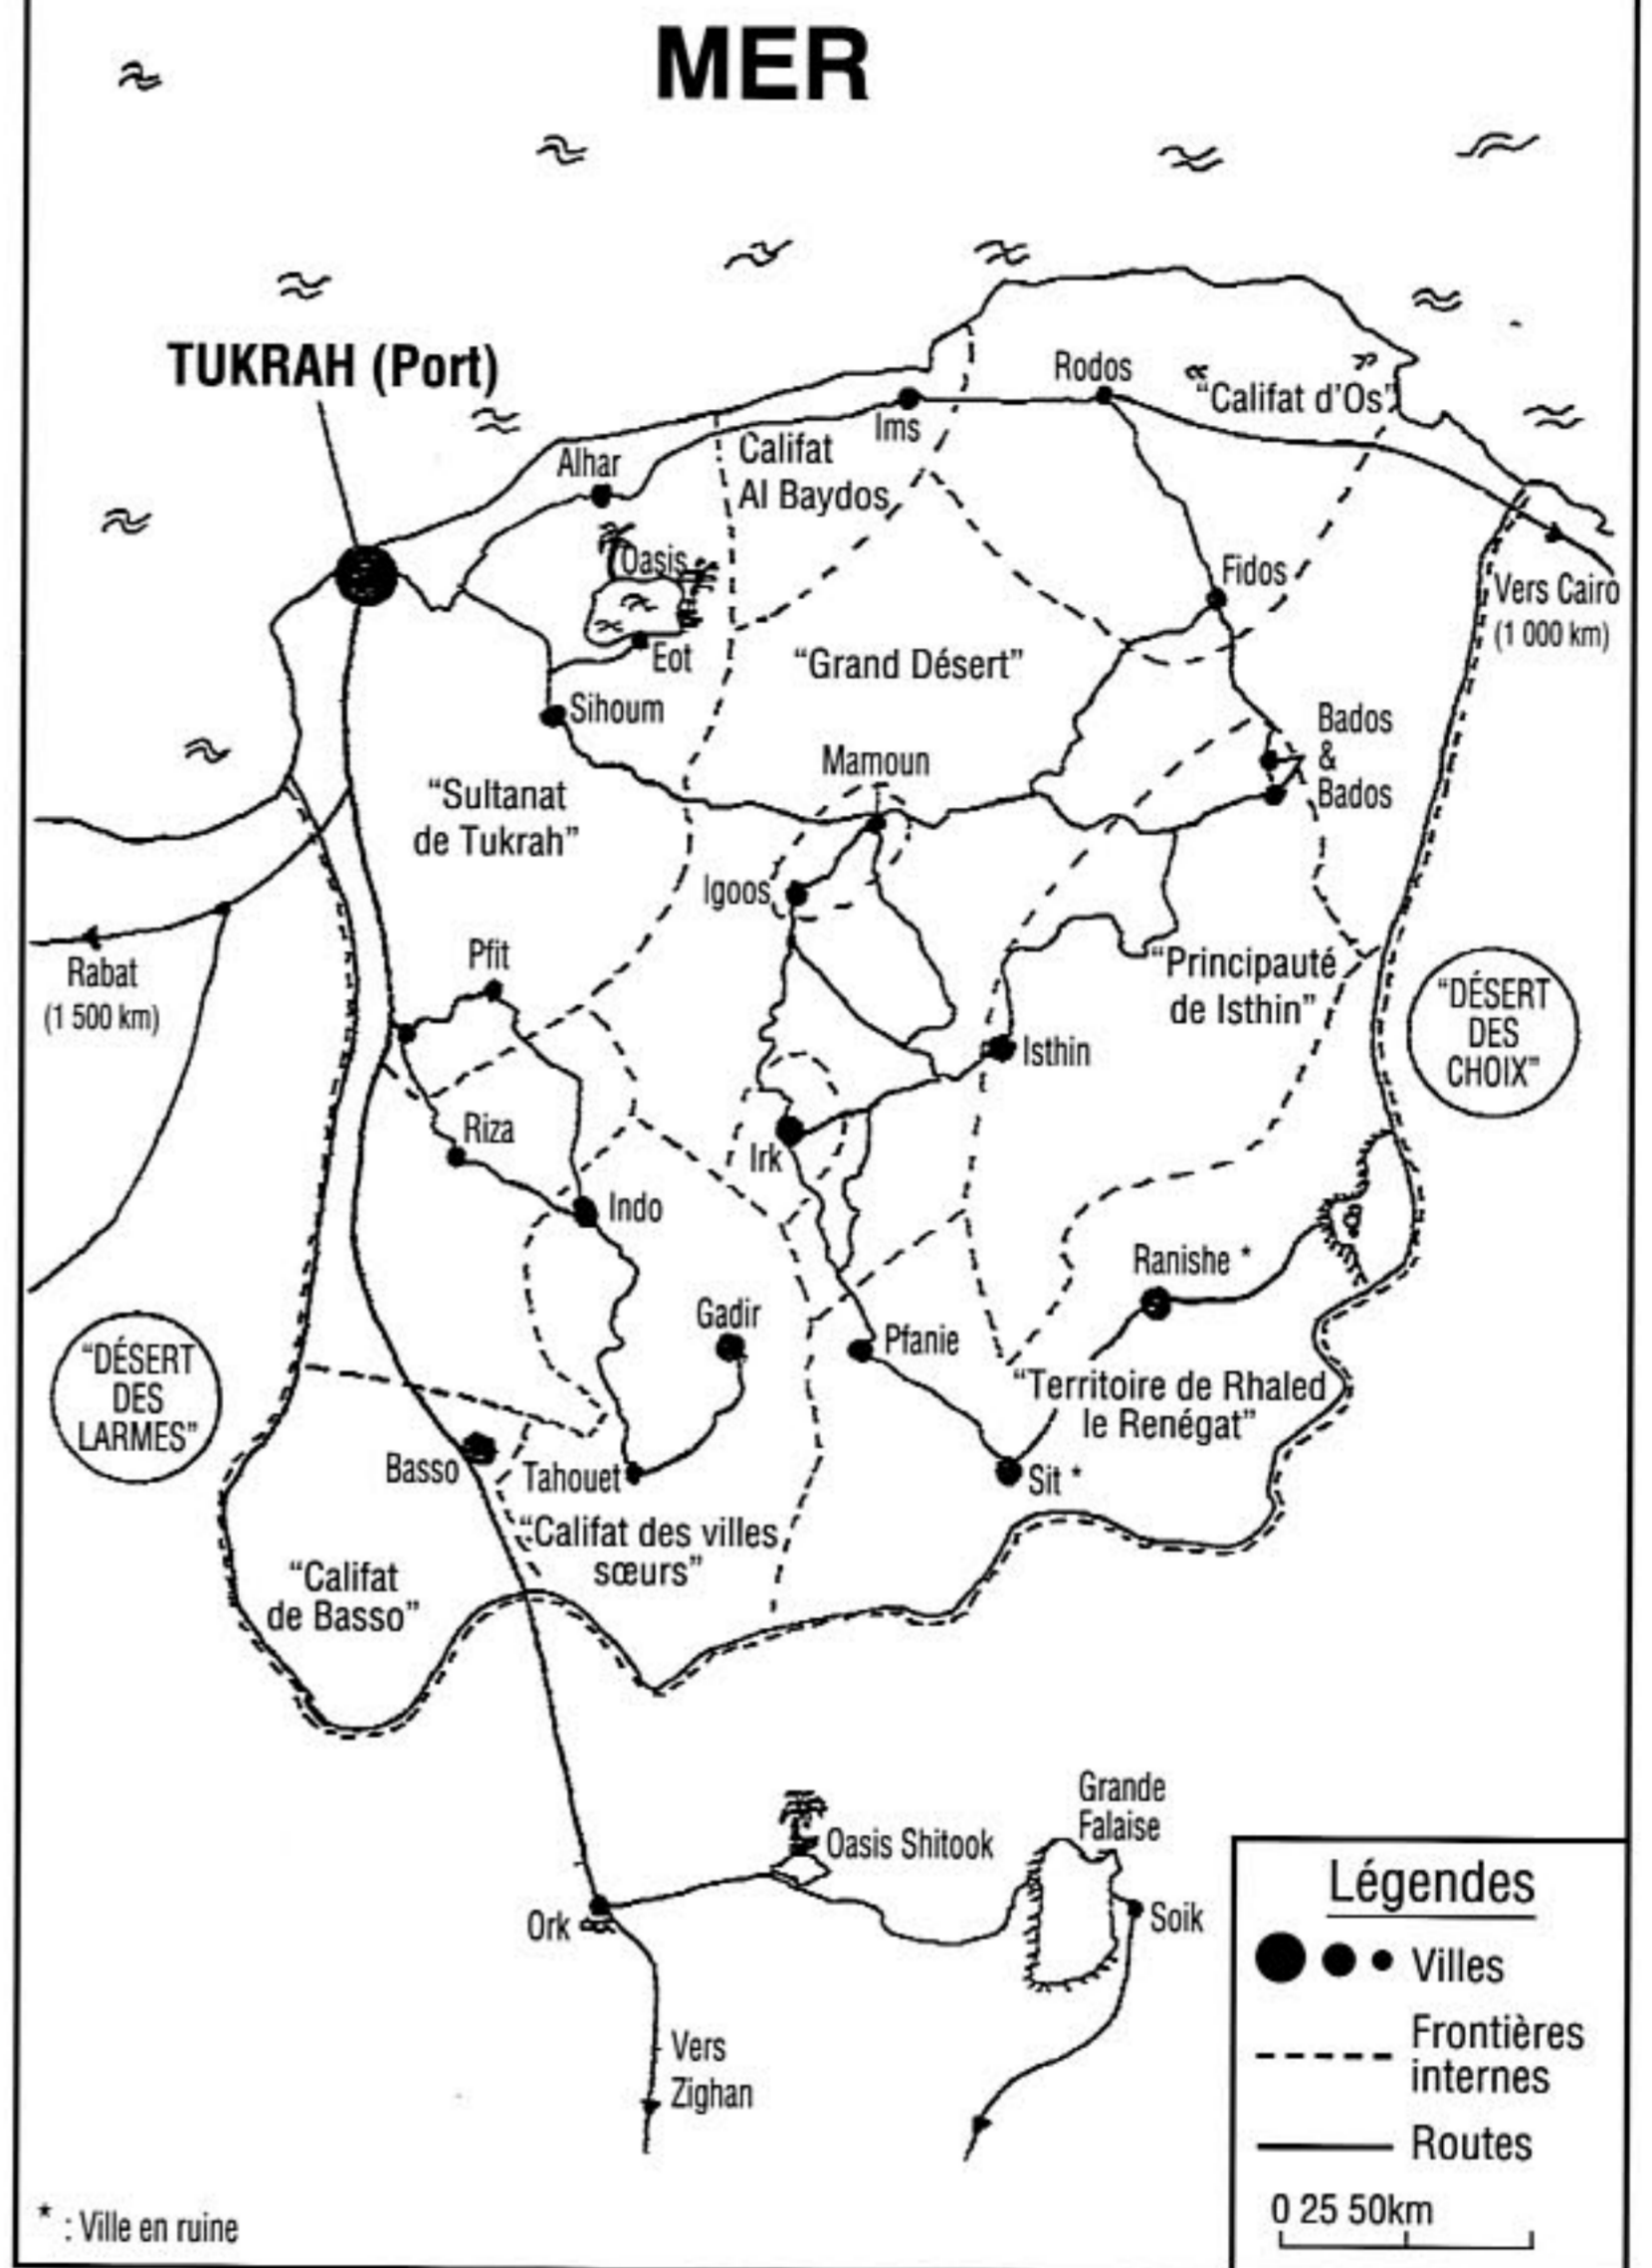 MER
TUKRAH (Port)
Rodos
“Califat d'Os”
Ims
Alhar
Califat
Al Baydos
Oasis
Eot
Fidos
Vers Cairo
(1 000 km)
“Grand Désert”
Sihoum
Bados
&
Bados
Mamoun
“Sultanat
de Tukrah”
Igoos
Pfit
Rabat
(1 500 km)
“Principauté
de Isthin”
“DÉSERT
DES
CHOIX”
Isthin
Riza
Irk
Indo
Ranishe *
Gadir
Pfanie
“DÉSERT
DES
LARMES”
“Territoire de Rhaled
le Renégat”
Basso
Tahouet
Sit *
“Califat des villes
sœurs”
“Califat
de Basso”
Grande
Falaise
Oasis Shitook
Ork
Soik
Vers
Zighan
Légendes
Villes
Frontières
internes
Routes
0 25 50km
* : Ville en ruine